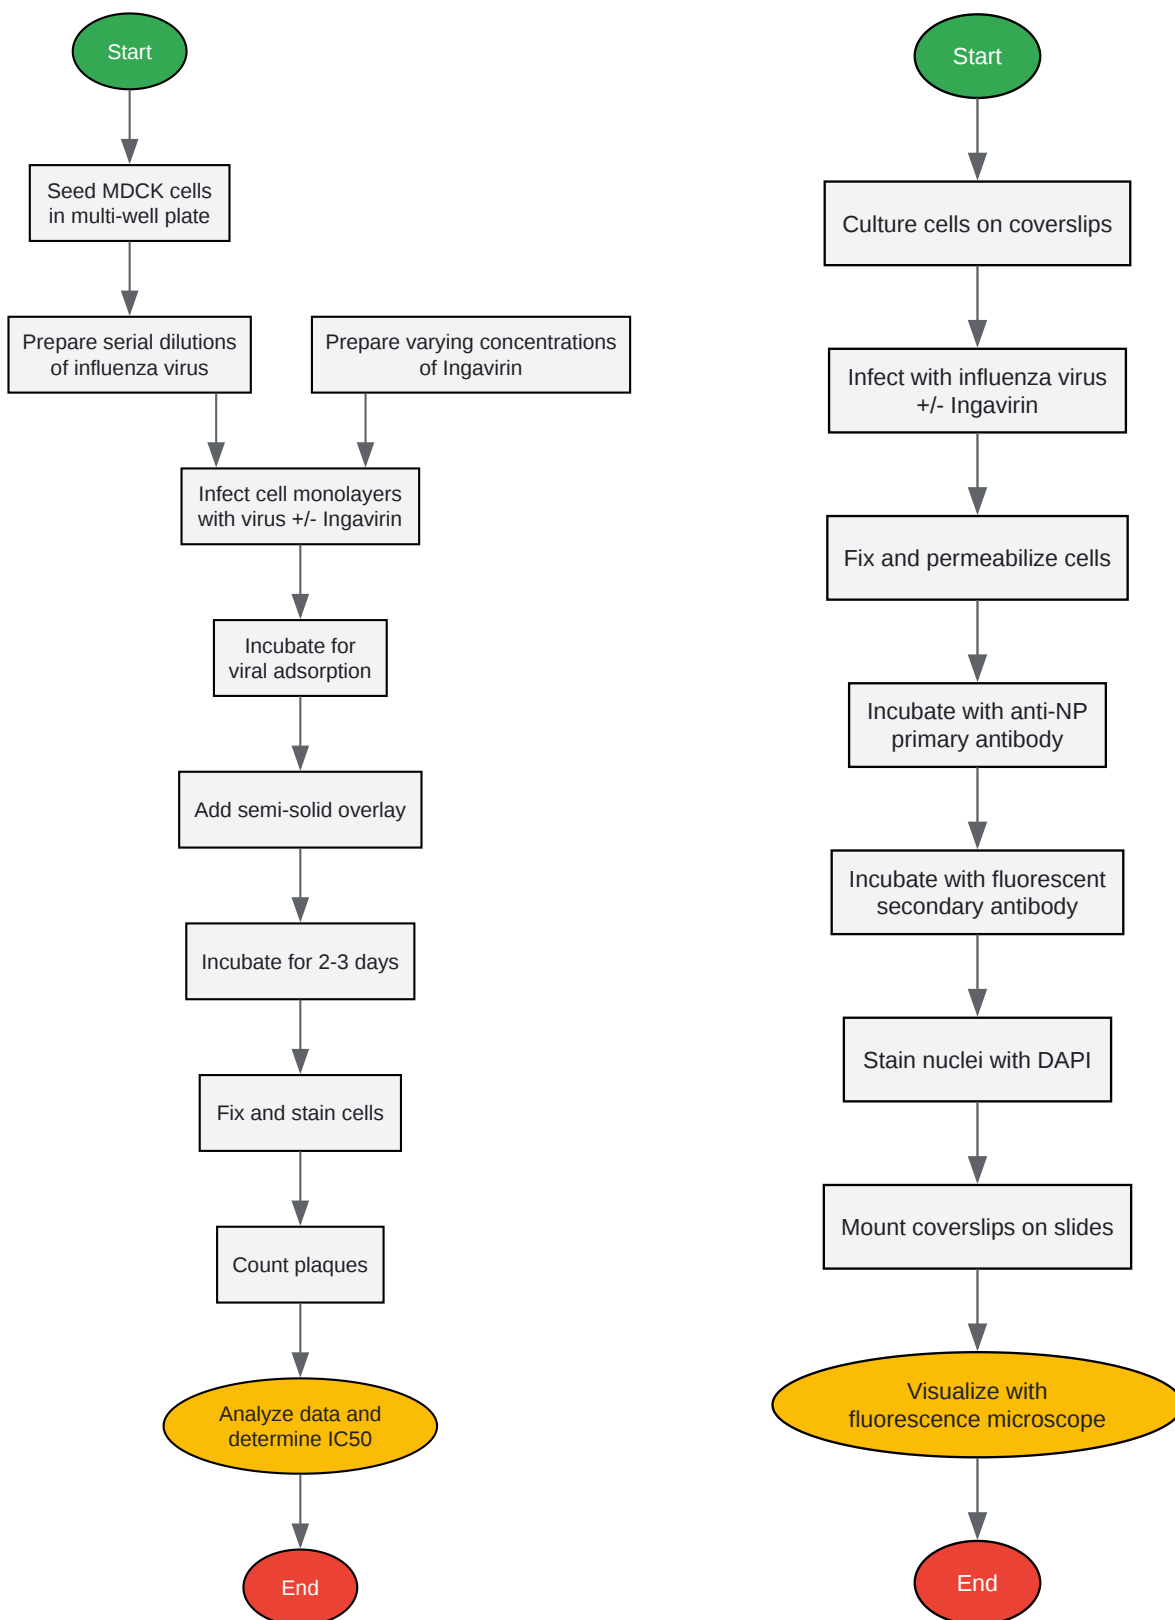 Start
Seed MDCK cells
in multi-well plate
Prepare serial dilutions
of influenza virus
Prepare varying concentrations
of Ingavirin
Infect cell monolayers
with virus +/- Ingavirin
Incubate for
viral adsorption
Add semi-solid overlay
Incubate for 2-3 days
Fix and stain cells
Count plaques
Analyze data and
determine IC50
End
Start
Culture cells on coverslips
Infect with influenza virus
+/- Ingavirin
Fix and permeabilize cells
Incubate with anti-NP
primary antibody
Incubate with fluorescent
secondary antibody
Stain nuclei with DAPI
Mount coverslips on slides
Visualize with
fluorescence microscope
End